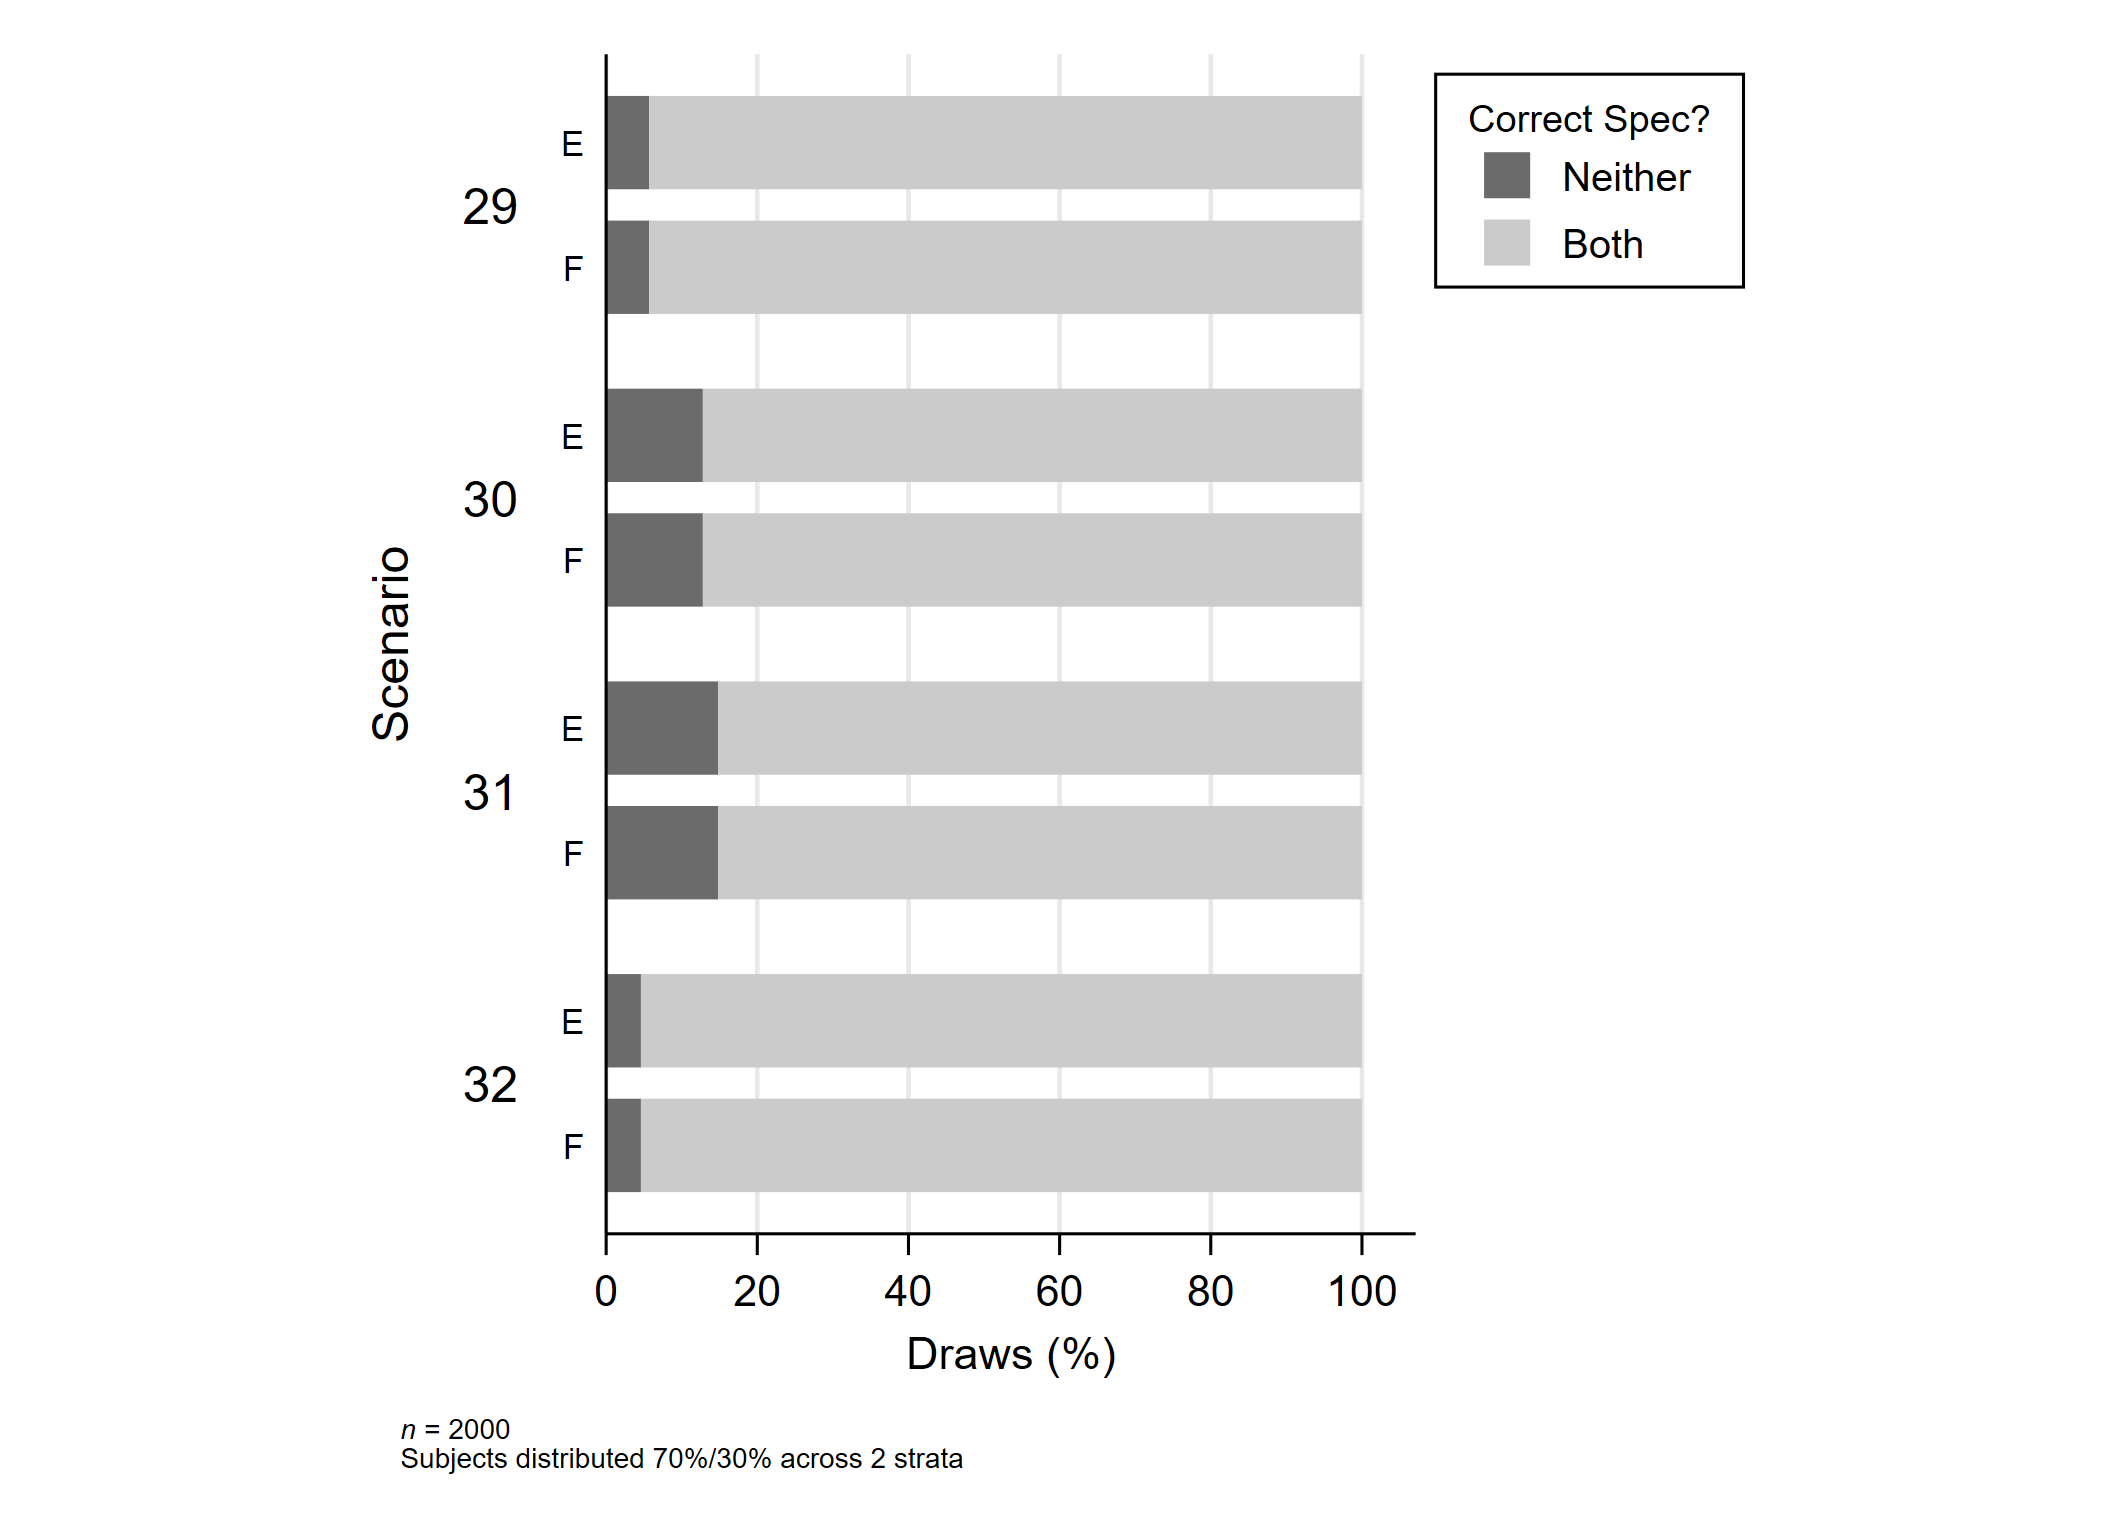 Correct Spec?
Neither
Both
Scenario
29
E
F
30
E
F
31
E
F
32
E
F
0 20 40 60 80 100
Draws (%)
n = 2000
Subjects distributed 70%/30% across 2 strata